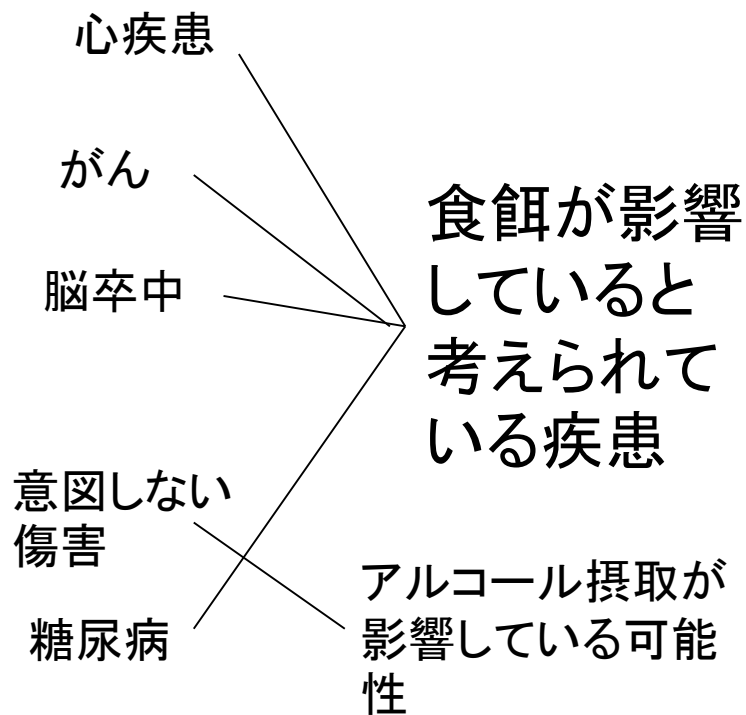 心疾患
がん
脳卒中
意図しない
傷害
糖尿病
食餌が影響
していると
考えられて
いる疾患
アルコール摂取が
影響している可能
性